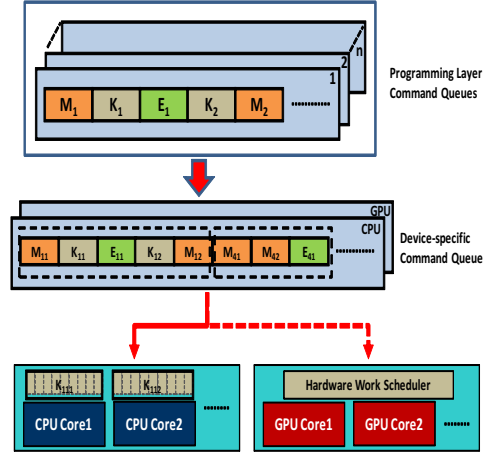 n
2
1
M₁ K₁ E₁ K₂ M₂ ............
Programming Layer
Command Queues
GPU
CPU
M₁₁ K₁₁ E₁₁ K₁₂ M₁₂ M₄₁ M₄₂ E₄₁ ............
Device-specific
Command Queue
K₁₁₁ K₁₁₂
CPU Core1 CPU Core2 ........
Hardware Work Scheduler
GPU Core1 GPU Core2 ........